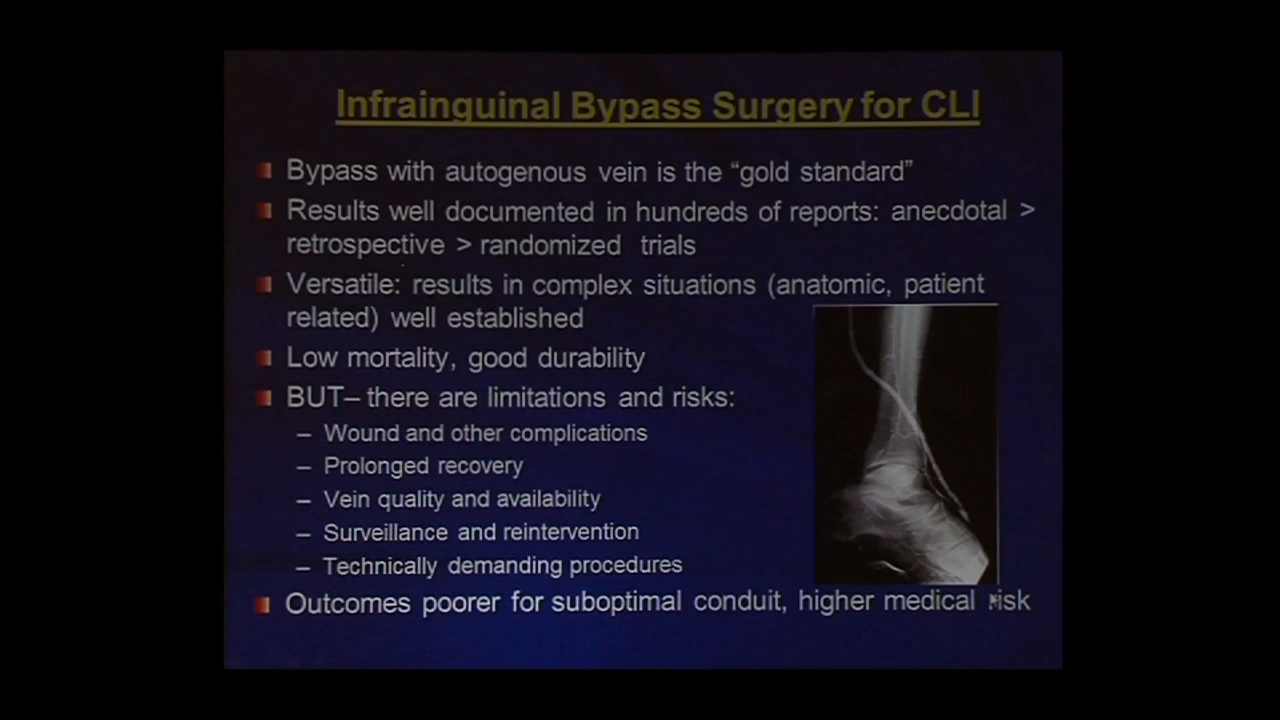 Infrainguinal Bypass Surgery for CLI
Bypass with autogenous vein is the “gold standard”
Results well documented in hundreds of reports: anecdotal >
retrospective > randomized trials
Versatile: results in complex situations (anatomic, patient
related) well established
Low mortality, good durability
BUT– there are limitations and risks:
– Wound and other complications
– Prolonged recovery
– Vein quality and availability
– Surveillance and reintervention
– Technically demanding procedures
Outcomes poorer for suboptimal conduit, higher medical risk